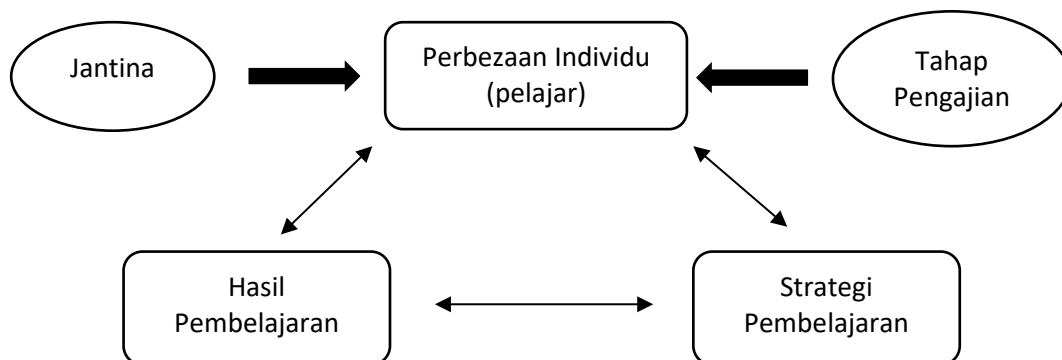 Jantina
Perbezaan Individu
(pelajar)
Tahap
Pengajian
Hasil
Pembelajaran
Strategi
Pembelajaran